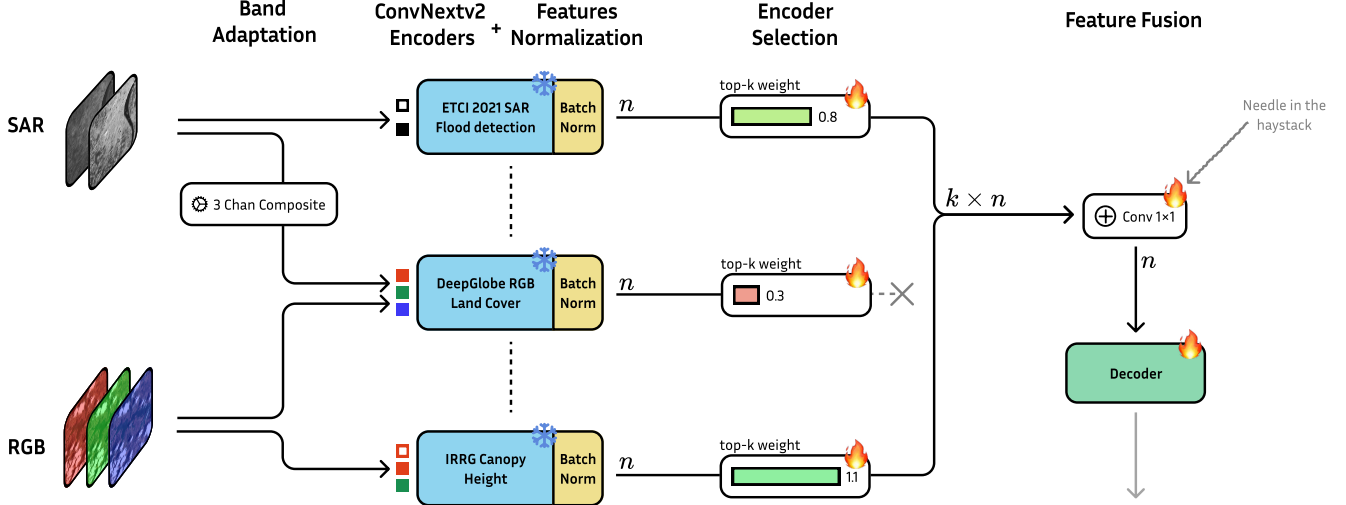 Band
Adaptation
ConvNextv2
Encoders
+
Features
Normalization
Encoder
Selection
Feature Fusion
SAR
ETCI 2021 SAR
Flood detection
Batch
Norm
n
top-k weight
0.8
Needle in the
haystack
3 Chan Composite
k × n
Conv 1×1
DeepGlobe RGB
Land Cover
Batch
Norm
n
top-k weight
0.3
n
Decoder
RGB
IRRG Canopy
Height
Batch
Norm
n
top-k weight
1.1